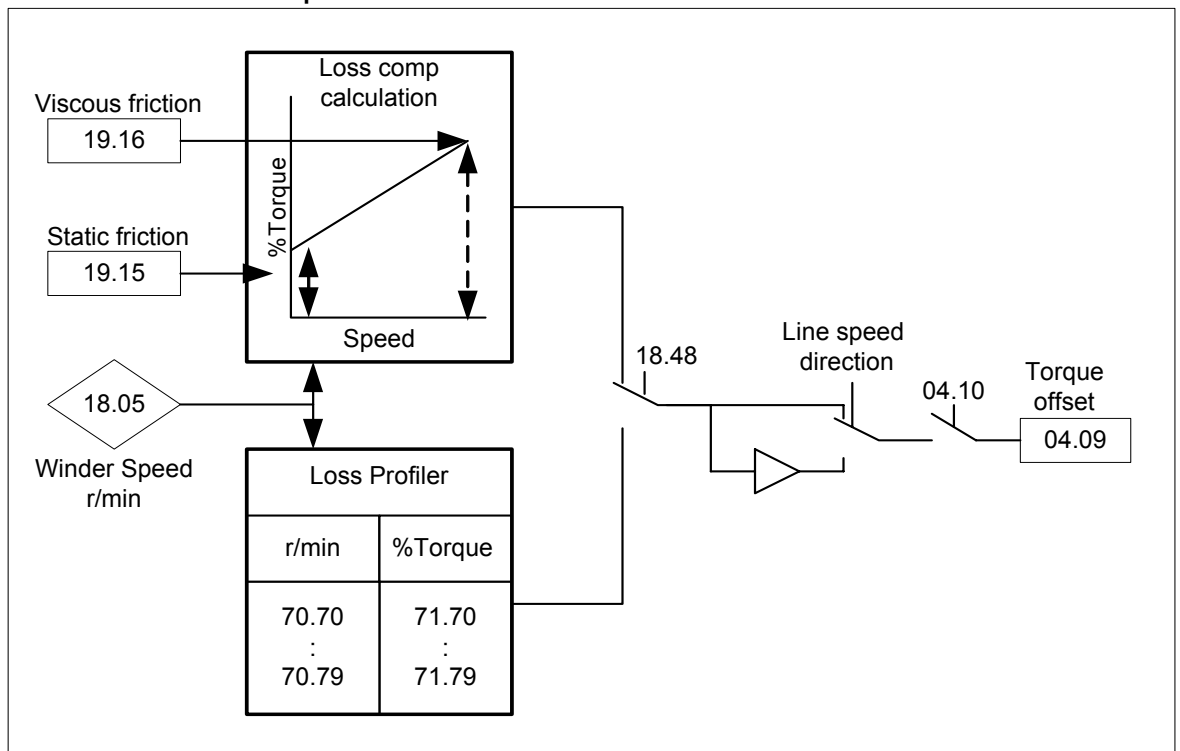 Loss comp
calculation
Viscous friction
19.16
%Torque
Static friction
19.15
Speed
18.05
Winder Speed
r/min
Loss Profiler
r/min
%Torque
70.70
71.70
:
:
70.79
71.79
18.48
Line speed
direction
04.10
Torque
offset
04.09